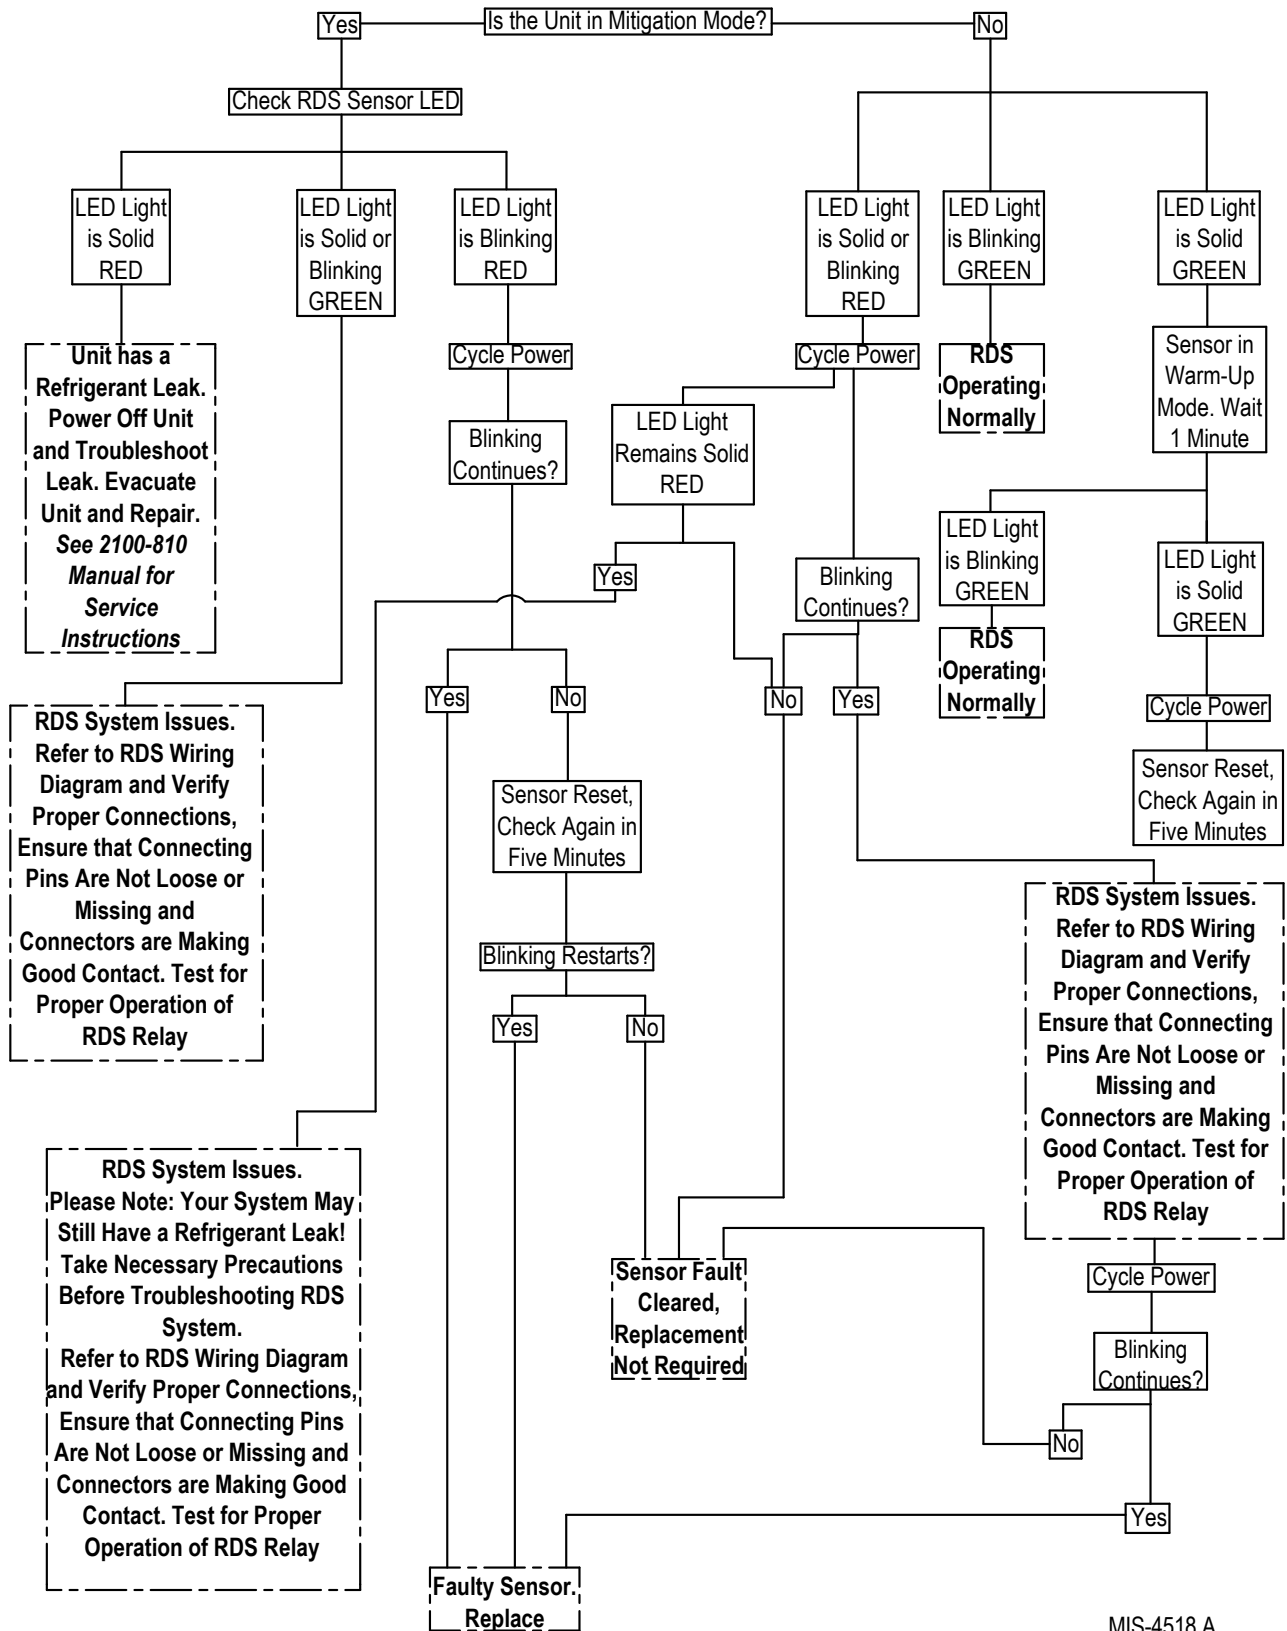 Is the Unit in Mitigation Mode?
Yes
No
Check RDS Sensor LED
LED Light
is Solid
RED
LED Light
is Solid or
Blinking
GREEN
LED Light
is Blinking
RED
LED Light
is Solid or
Blinking
RED
LED Light
is Blinking
GREEN
LED Light
is Solid
GREEN
Unit has a
Refrigerant Leak.
Power Off Unit
and Troubleshoot
Leak. Evacuate
Unit and Repair.
See 2100-810
Manual for
Service
Instructions
Cycle Power
Cycle Power
RDS
Operating
Normally
Sensor in
Warm-Up
Mode. Wait
1 Minute
Blinking
Continues?
LED Light
Remains Solid
RED
LED Light
is Blinking
GREEN
LED Light
is Solid
GREEN
Yes
Blinking
Continues?
RDS
Operating
Normally
Yes
No
No
Yes
Cycle Power
RDS System Issues.
Refer to RDS Wiring
Diagram and Verify
Proper Connections,
Ensure that Connecting
Pins Are Not Loose or
Missing and
Connectors are Making
Good Contact. Test for
Proper Operation of
RDS Relay
Sensor Reset,
Check Again in
Five Minutes
Sensor Reset,
Check Again in
Five Minutes
Blinking Restarts?
Yes
No
RDS System Issues.
Refer to RDS Wiring
Diagram and Verify
Proper Connections,
Ensure that Connecting
Pins Are Not Loose or
Missing and
Connectors are Making
Good Contact. Test for
Proper Operation of
RDS Relay
RDS System Issues.
Please Note: Your System May
Still Have a Refrigerant Leak!
Take Necessary Precautions
Before Troubleshooting RDS
System.
Refer to RDS Wiring Diagram
and Verify Proper Connections,
Ensure that Connecting Pins
Are Not Loose or Missing and
Connectors are Making Good
Contact. Test for Proper
Operation of RDS Relay
Sensor Fault
Cleared,
Replacement
Not Required
Cycle Power
Blinking
Continues?
No
Yes
Faulty Sensor.
Replace
MIS-4518 A